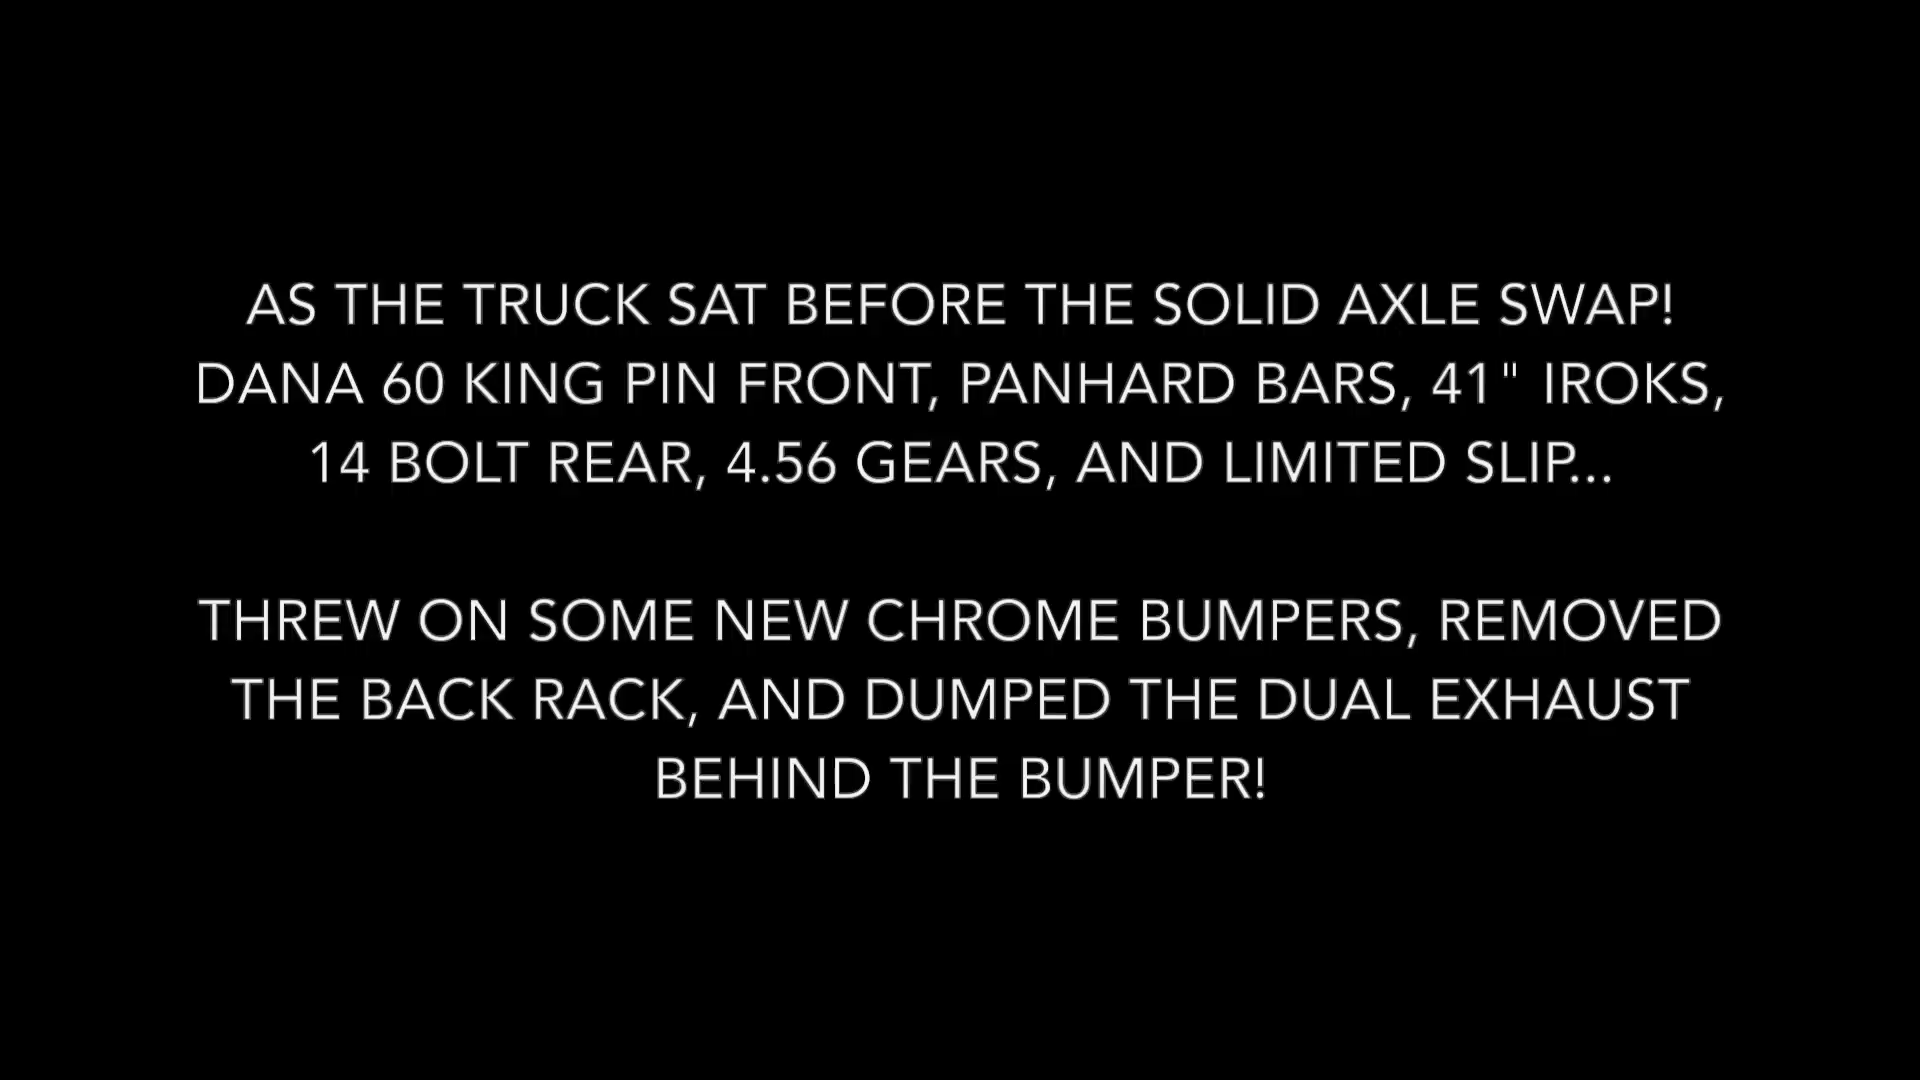 AS THE TRUCK SAT BEFORE THE SOLID AXLE SWAP!
DANA 60 KING PIN FRONT, PANHARD BARS, 41" IROKS,
14 BOLT REAR, 4.56 GEARS, AND LIMITED SLIP...
THREW ON SOME NEW CHROME BUMPERS, REMOVED
THE BACK RACK, AND DUMPED THE DUAL EXHAUST
BEHIND THE BUMPER!